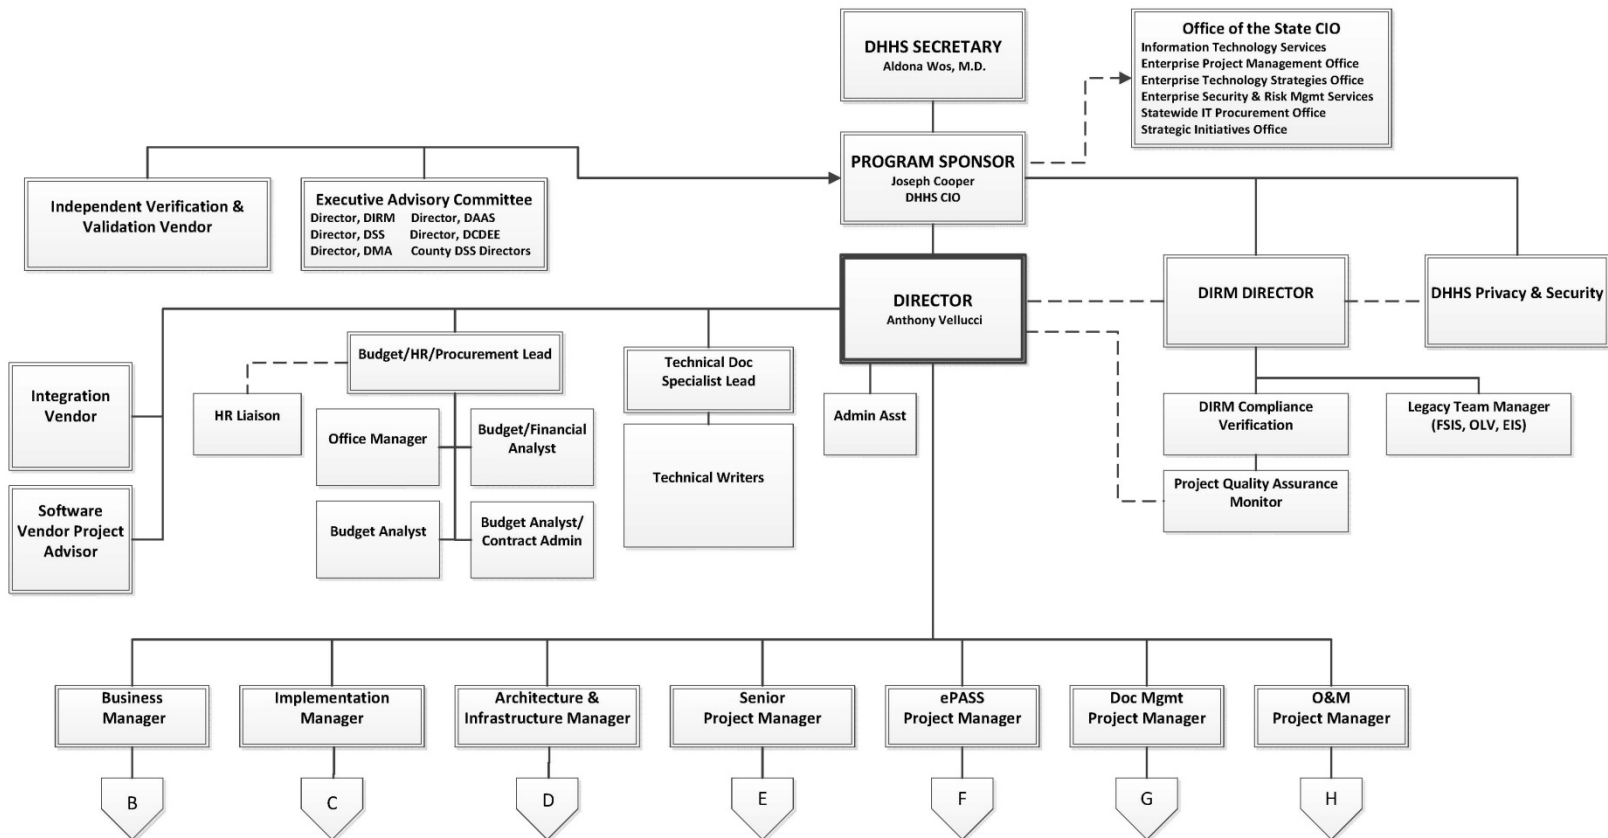 DHHS SECRETARY
Aldona Wos, M.D.
Office of the State CIO
Information Technology Services
Enterprise Project Management Office
Enterprise Technology Strategies Office
Enterprise Security & Risk Mgmt Services
Statewide IT Procurement Office
Strategic Initiatives Office
PROGRAM SPONSOR
Joseph Cooper
DHHS CIO
Independent Verification &
Validation Vendor
Executive Advisory Committee
Director, DIRM Director, DAAS
Director, DSS Director, DCDEE
Director, DMA County DSS Directors
DIRECTOR
Anthony Vellucci
DIRM DIRECTOR
DHHS Privacy & Security
Integration
Vendor
Software
Vendor Project
Advisor
Budget/HR/Procurement Lead
HR Liaison
Office Manager
Budget/Financial
Analyst
Budget Analyst
Budget Analyst/
Contract Admin
Technical Doc
Specialist Lead
Technical Writers
Admin Asst
DIRM Compliance
Verification
Legacy Team Manager
(FSIS, OLV, EIS)
Project Quality Assurance
Monitor
Business
Manager
Implementation
Manager
Architecture &
Infrastructure Manager
Senior
Project Manager
ePASS
Project Manager
Doc Mgmt
Project Manager
O&M
Project Manager
B
C
D
E
F
G
H